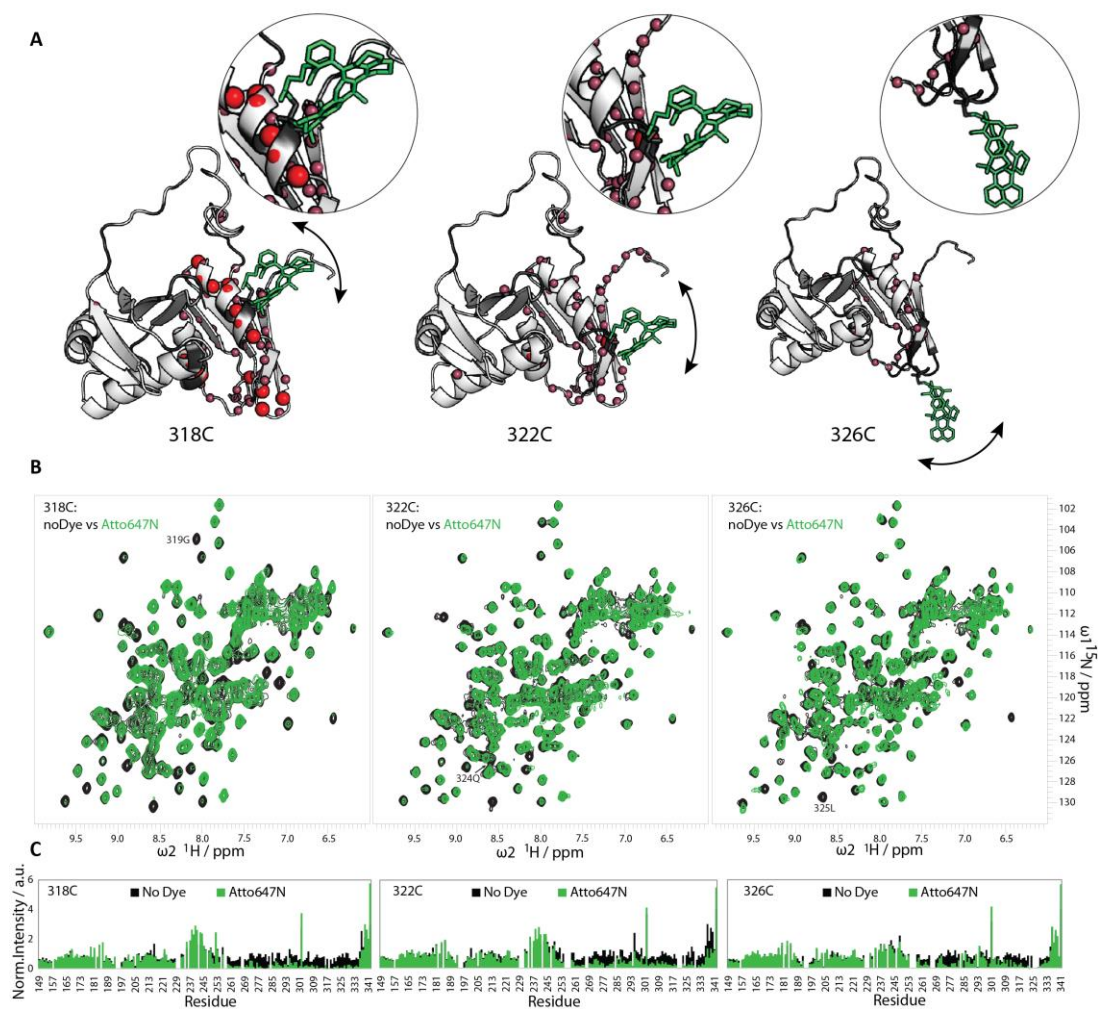 A
318C
322C
326C
B
318C:
noDye vs Atto647N
319G
322C:
noDye vs Atto647N
324Q
326C:
noDye vs Atto647N
325L
102
104
106
108
110
112
114
116
118
120
122
124
126
128
130
ω1 ¹⁵N / ppm
9.5 9.0 8.5 8.0 7.5 7.0 6.5
9.5 9.0 8.5 8.0 7.5 7.0 6.5
9.5 9.0 8.5 8.0 7.5 7.0 6.5
ω2 ¹H / ppm
ω2 ¹H / ppm
ω2 ¹H / ppm
C
Norm.Intensity / a.u.
6
4
2
0
318C No Dye Atto647N
322C No Dye Atto647N
326C No Dye Atto647N
149 157 165 173 181 189 197 205 213 221 229 237 245 253 261 269 277 285 293 301 309 317 325 333 341
149 157 165 173 181 189 197 205 213 221 229 237 245 253 261 269 277 285 293 301 309 317 325 333 341
149 157 165 173 181 189 197 205 213 221 229 237 245 253 261 269 277 285 293 301 309 317 325 333 341
Residue
Residue
Residue